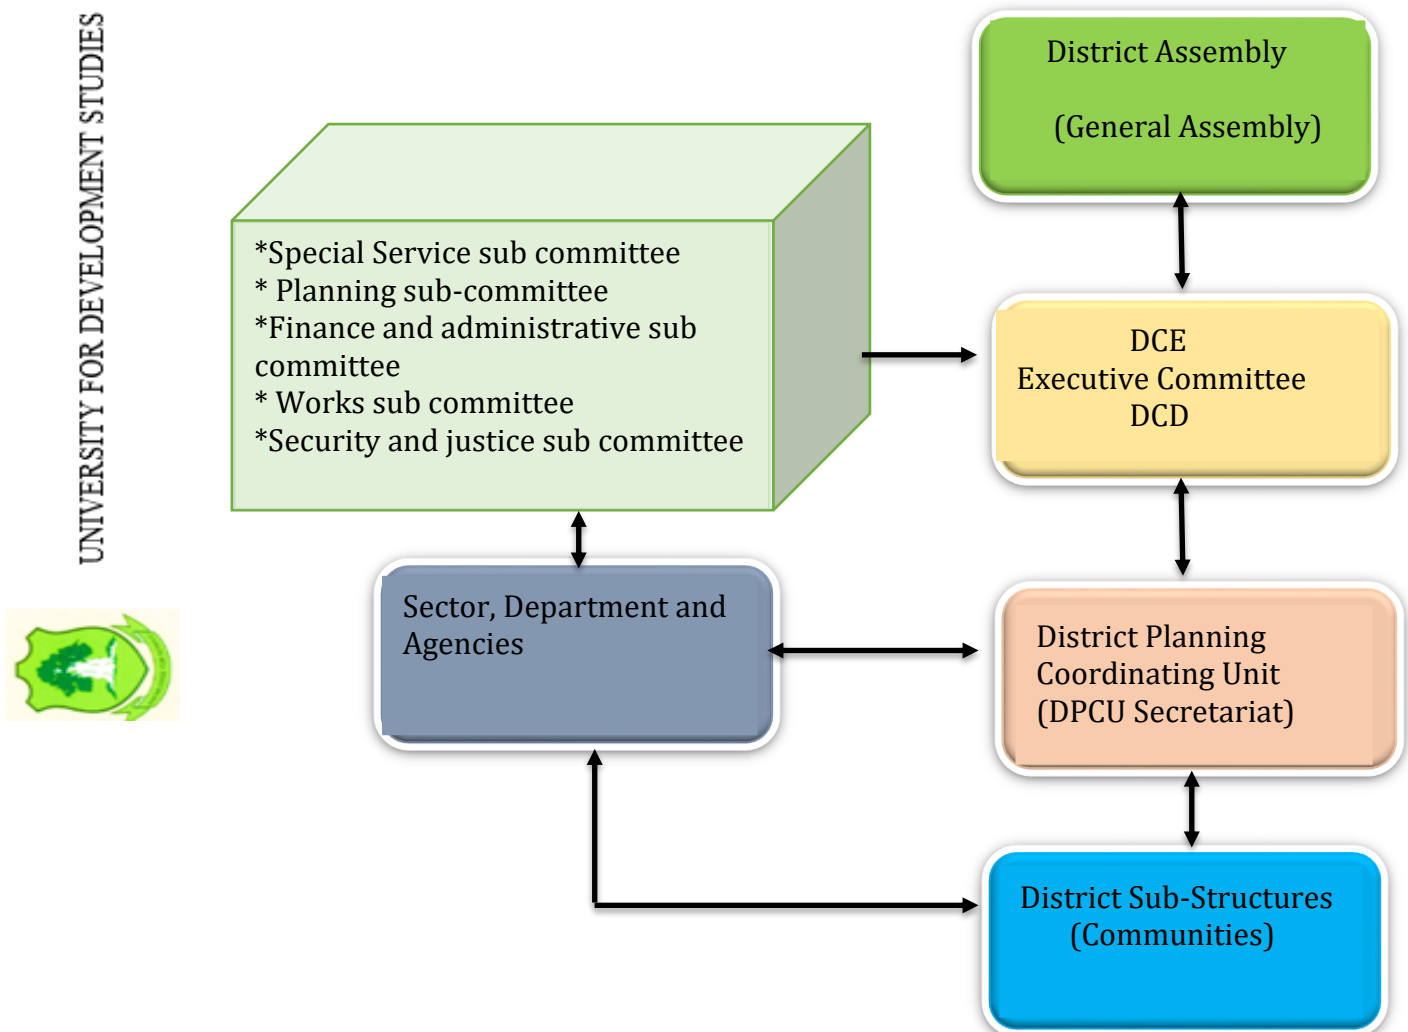 UNIVERSITY FOR DEVELOPMENT STUDIES
District Assembly
(General Assembly)
*Special Service sub committee
* Planning sub-committee
*Finance and administrative sub
committee
* Works sub committee
*Security and justice sub committee
DCE
Executive Committee
DCD
Sector, Department and
Agencies
District Planning
Coordinating Unit
(DPCU Secretariat)
District Sub-Structures
(Communities)